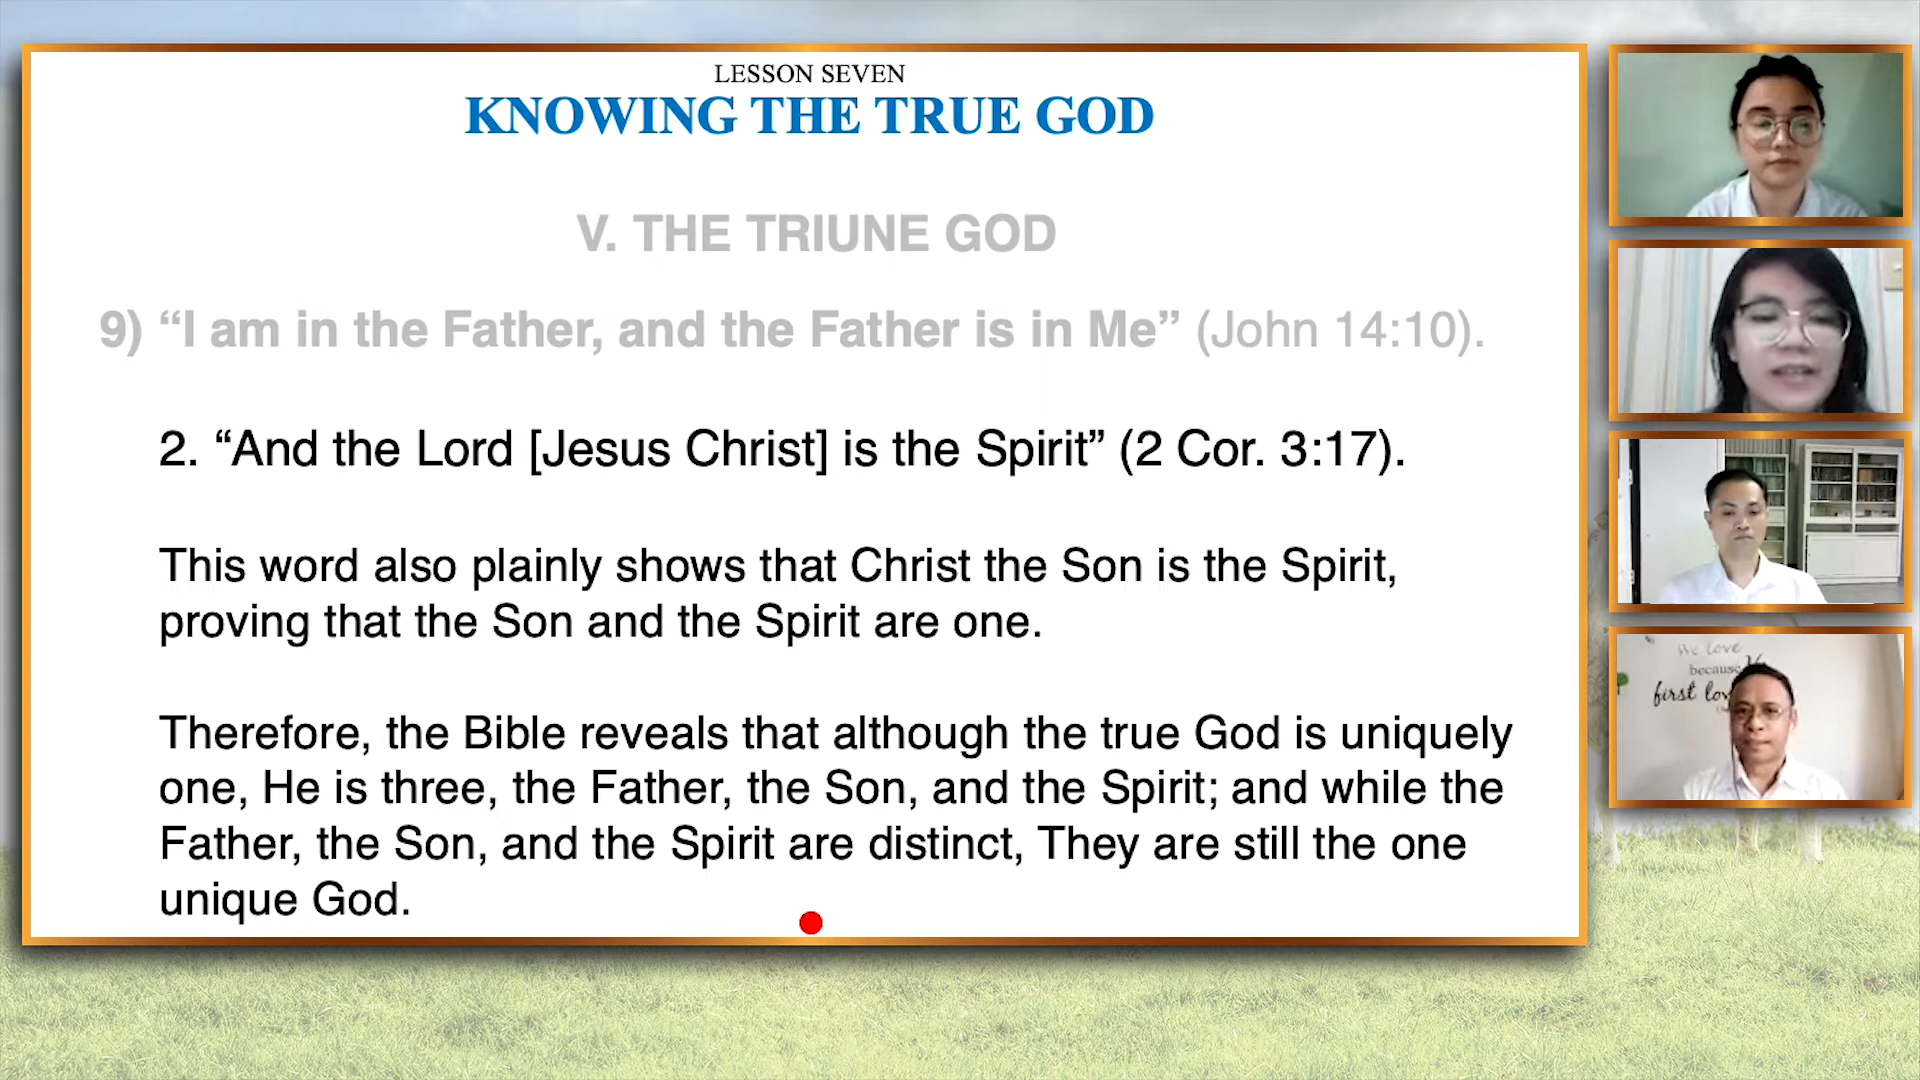 LESSON SEVEN
KNOWING THE TRUE GOD
V. THE TRIUNE GOD
9) “I am in the Father, and the Father is in Me” (John 14:10).
2. “And the Lord [Jesus Christ] is the Spirit” (2 Cor. 3:17).
This word also plainly shows that Christ the Son is the Spirit,
proving that the Son and the Spirit are one.
Therefore, the Bible reveals that although the true God is uniquely
one, He is three, the Father, the Son, and the Spirit; and while the
Father, the Son, and the Spirit are distinct, They are still the one
unique God.
We love
because
first